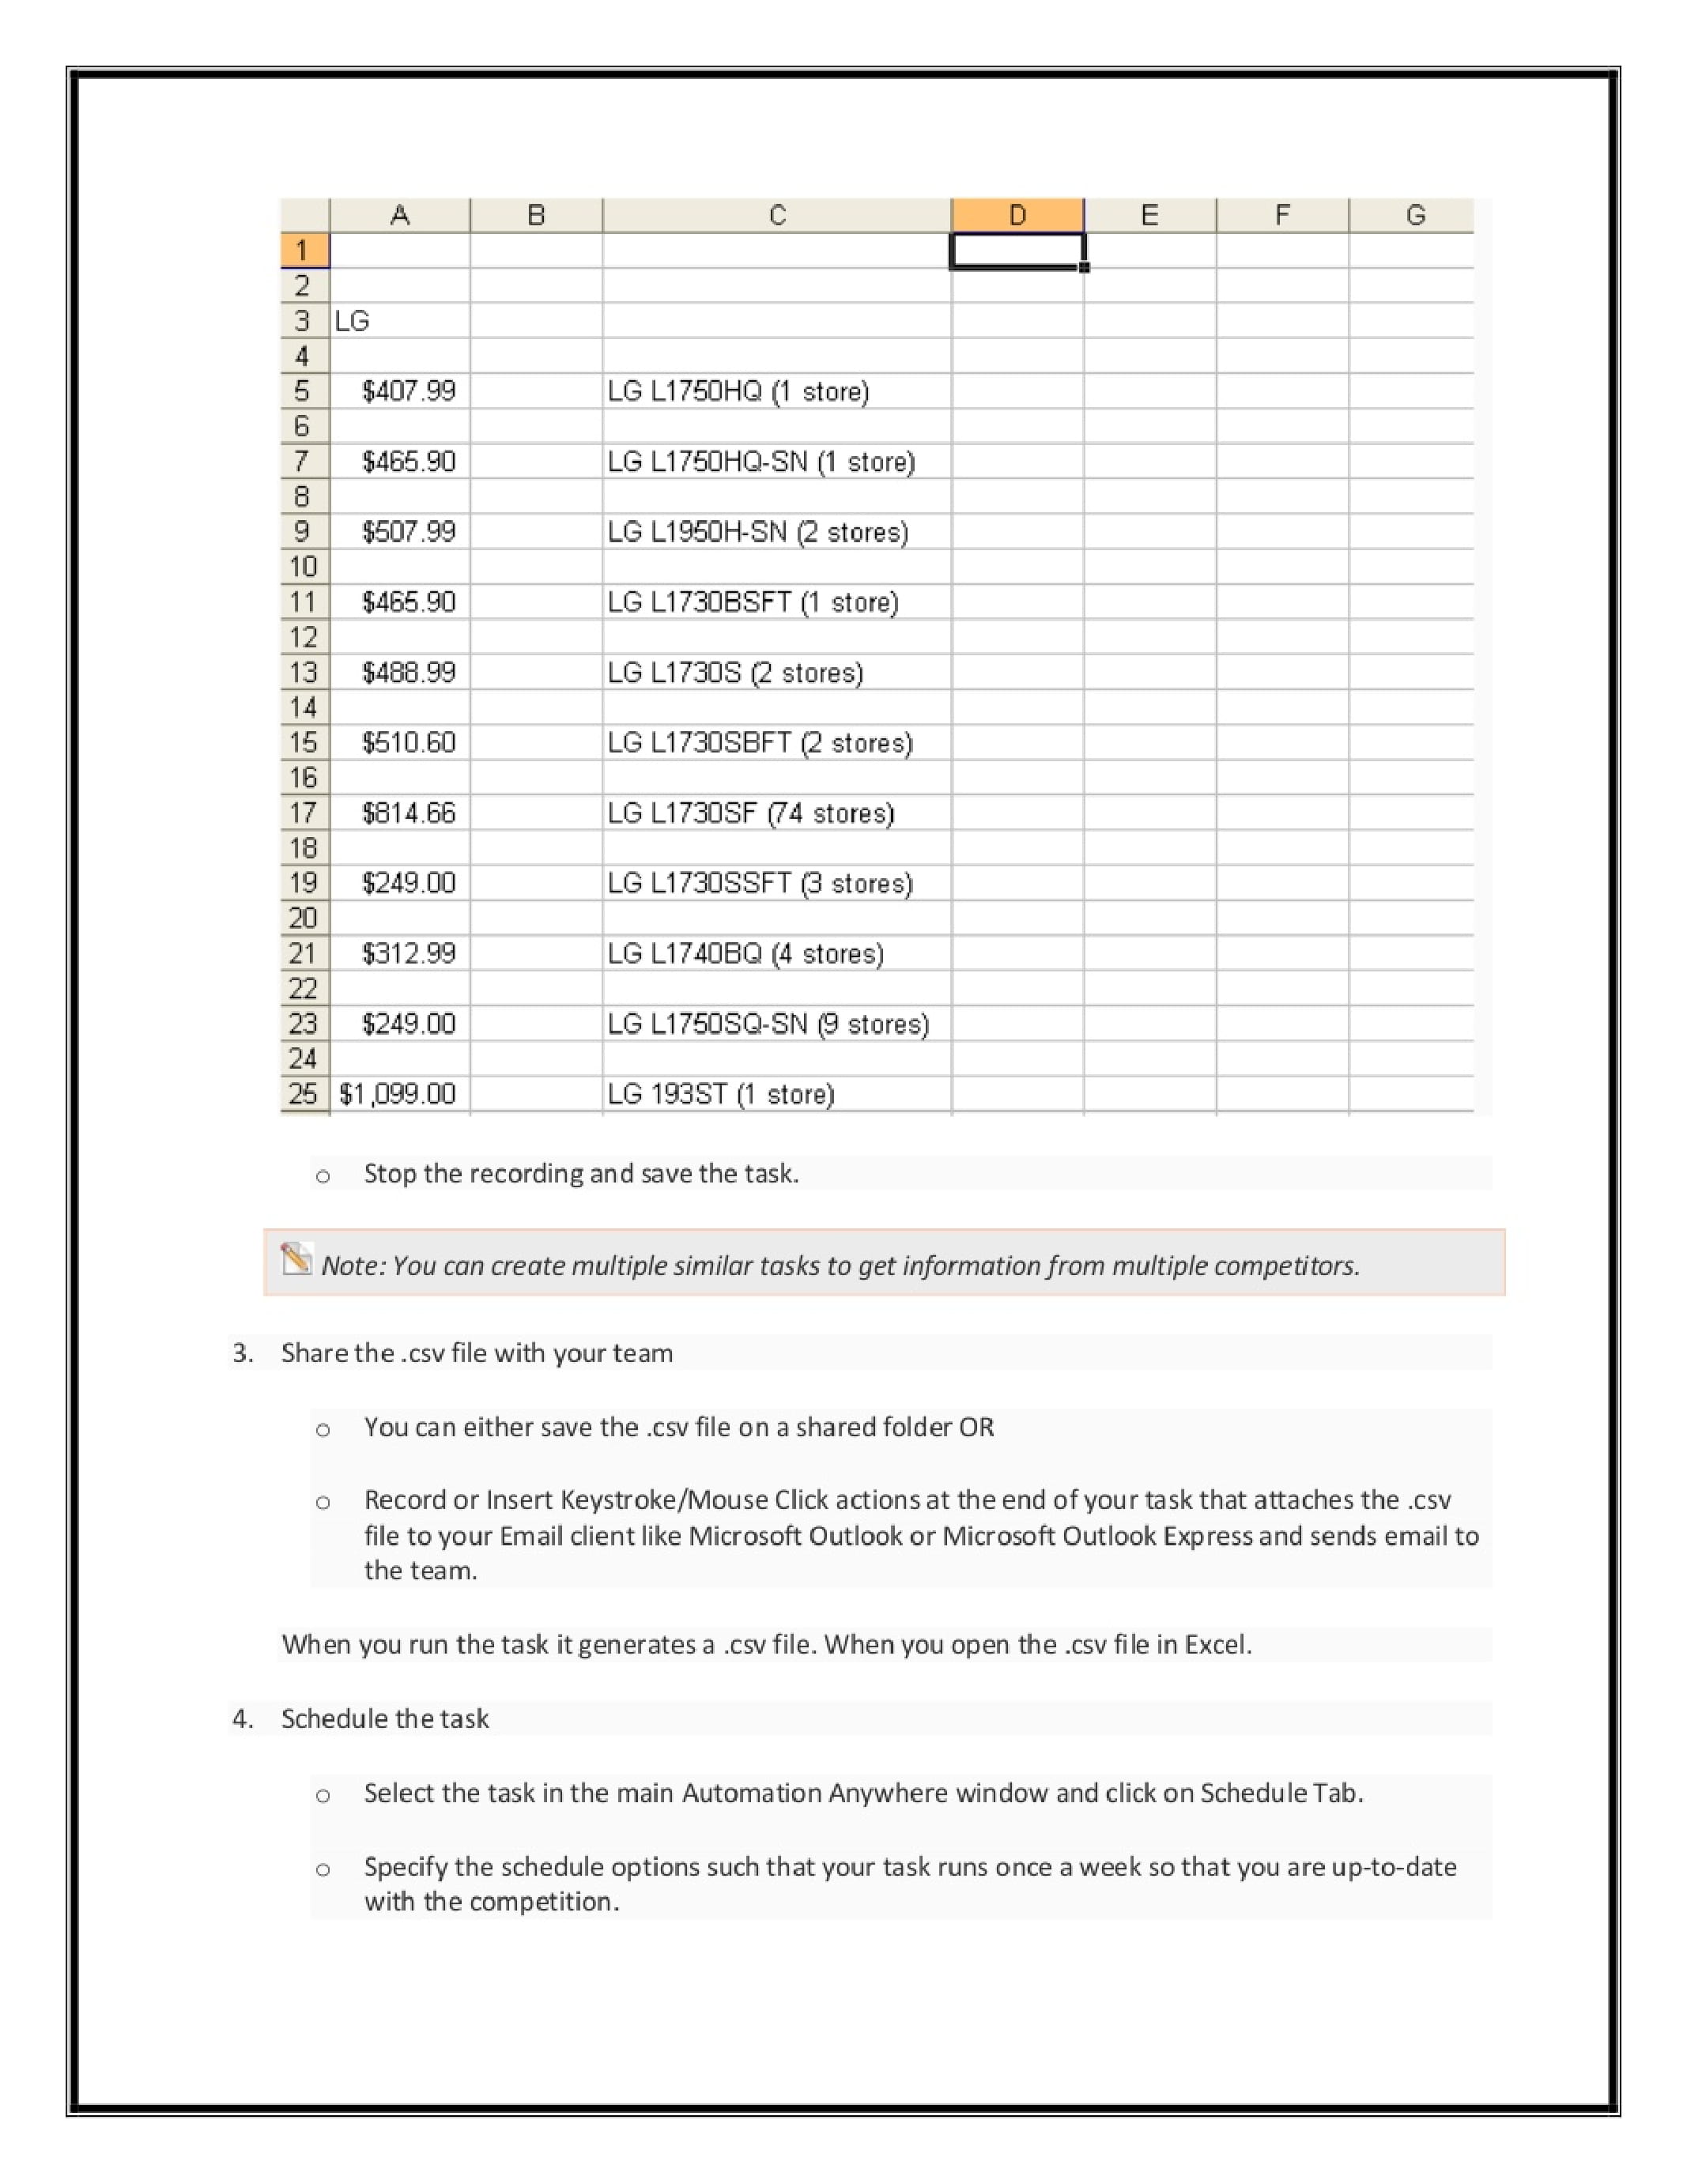 A B C D E F G
1
2
3 LG
4
5 $407.99 LG L1750HQ (1 store)
6
7 $465.90 LG L1750HQ-SN (1 store)
8
9 $507.99 LG L1950H-SN (2 stores)
10
11 $465.90 LG L1730BSFT (1 store)
12
13 $488.99 LG L1730S (2 stores)
14
15 $510.60 LG L1730SBFT (2 stores)
16
17 $814.66 LG L1730SF (74 stores)
18
19 $249.00 LG L1730SSFT (3 stores)
20
21 $312.99 LG L1740BQ (4 stores)
22
23 $249.00 LG L1750SQ-SN (9 stores)
24
25 $1,099.00 LG 193ST (1 store)
o Stop the recording and save the task.
Note: You can create multiple similar tasks to get information from multiple competitors.
3. Share the .csv file with your team
o You can either save the .csv file on a shared folder OR
o Record or Insert Keystroke/Mouse Click actions at the end of your task that attaches the .csv
file to your Email client like Microsoft Outlook or Microsoft Outlook Express and sends email to
the team.
When you run the task it generates a .csv file. When you open the .csv file in Excel.
4. Schedule the task
o Select the task in the main Automation Anywhere window and click on Schedule Tab.
o Specify the schedule options such that your task runs once a week so that you are up-to-date
with the competition.